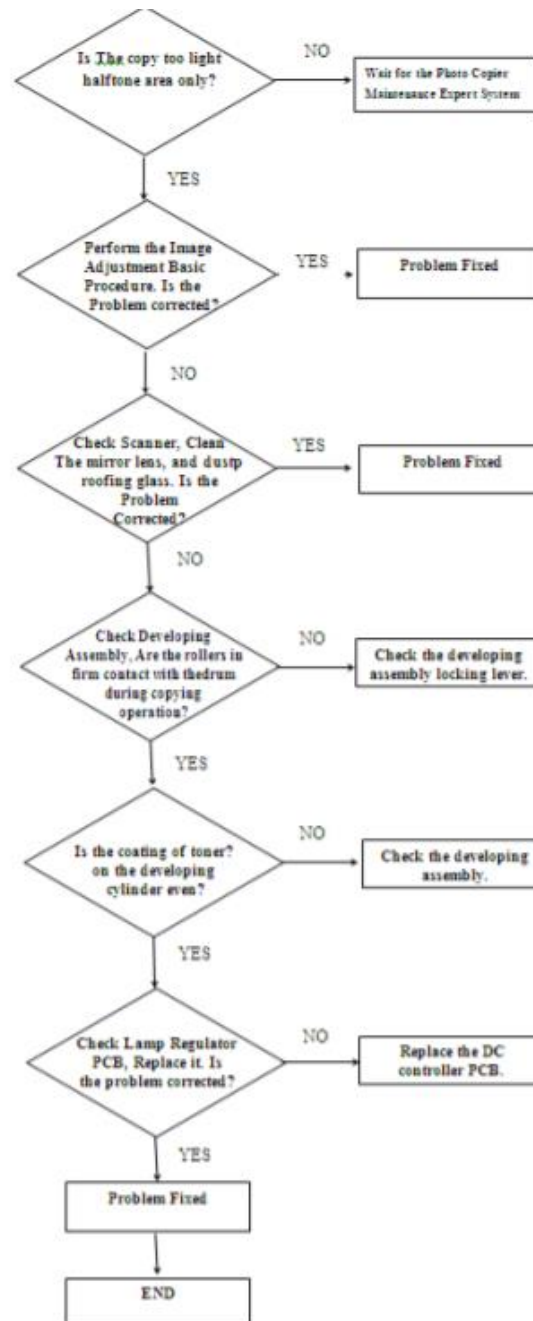 Is The copy too light
halftone area only?
NO
Wait for the Photo Copier
Maintenance Expert System
YES
Perform the Image
Adjustment Basic
Procedure. Is the
Problem corrected?
YES
Problem Fixed
NO
Check Scanner, Clean
The mirror lens, and dustp
roofing glass. Is the
Problem
Corrected?
YES
Problem Fixed
NO
Check Developing
Assembly, Are the rollers in
firm contact with thedrum
during copying
operation?
NO
Check the developing
assembly locking lever.
YES
Is the coating of toner?
on the developing
cylinder even?
NO
Check the developing
assembly.
YES
Check Lamp Regulator
PCB, Replace it. Is
the problem corrected?
NO
Replace the DC
controller PCB.
YES
Problem Fixed
END